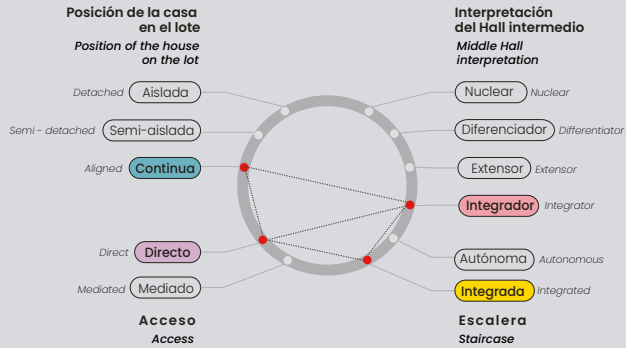 Posición de la casa
en el lote
Position of the house
on the lot
Detached Aislada
Semi - detached Semi-aislada
Aligned Continua
Direct Directo
Mediated Mediado
Acceso
Access
Interpretación
del Hall intermedio
Middle Hall
interpretation
Nuclear Nuclear
Diferenciador Differentiator
Extensor Extensor
Integrador Integrator
Autónoma Autonomous
Integrada Integrated
Escalera
Staircase